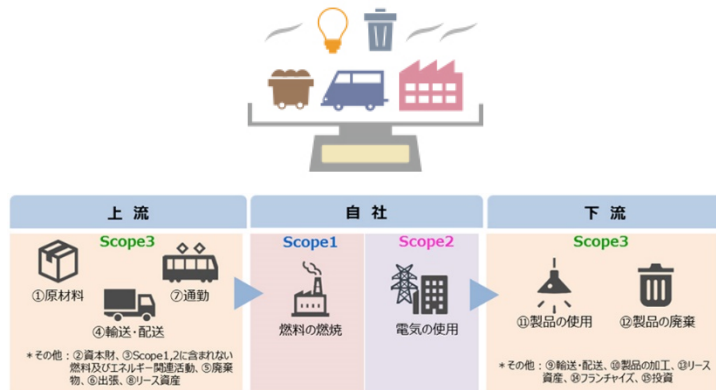 上流
自社
下流
Scope3
①原材料
⑦通勤
④輸送・配送
*その他：②資本財、③Scope1,2に含まれない
燃料及びエネルギー関連活動、⑤廃棄
物、⑥出張、⑧リース資産
Scope1
燃料の燃焼
Scope2
電気の使用
Scope3
⑪製品の使用
⑫製品の廃棄
*その他：⑨輸送・配送、⑩製品の加工、⑬リース
資産、⑭フランチャイズ、⑮投資